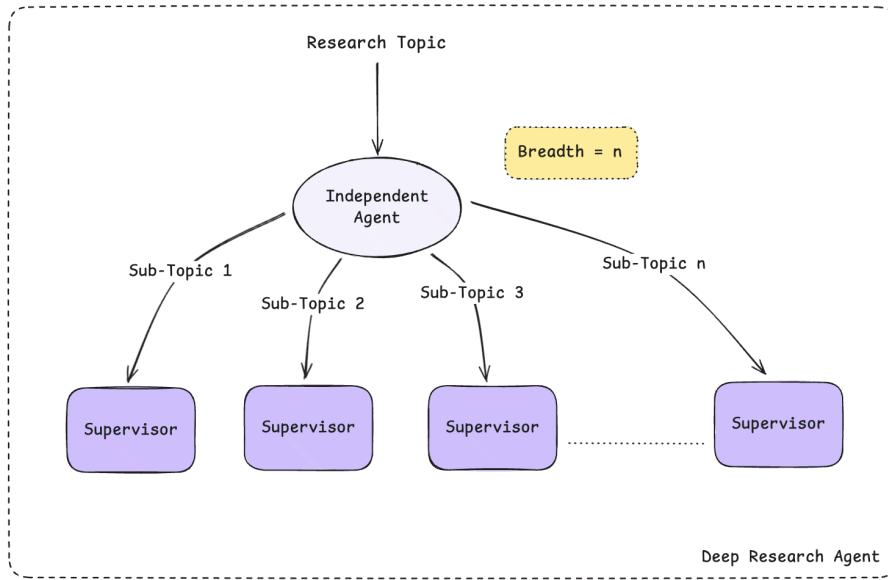 Research Topic
Breadth = n
Independent
Agent
Sub-Topic 1
Sub-Topic 2
Sub-Topic 3
Sub-Topic n
Supervisor
Supervisor
Supervisor
Supervisor
Deep Research Agent